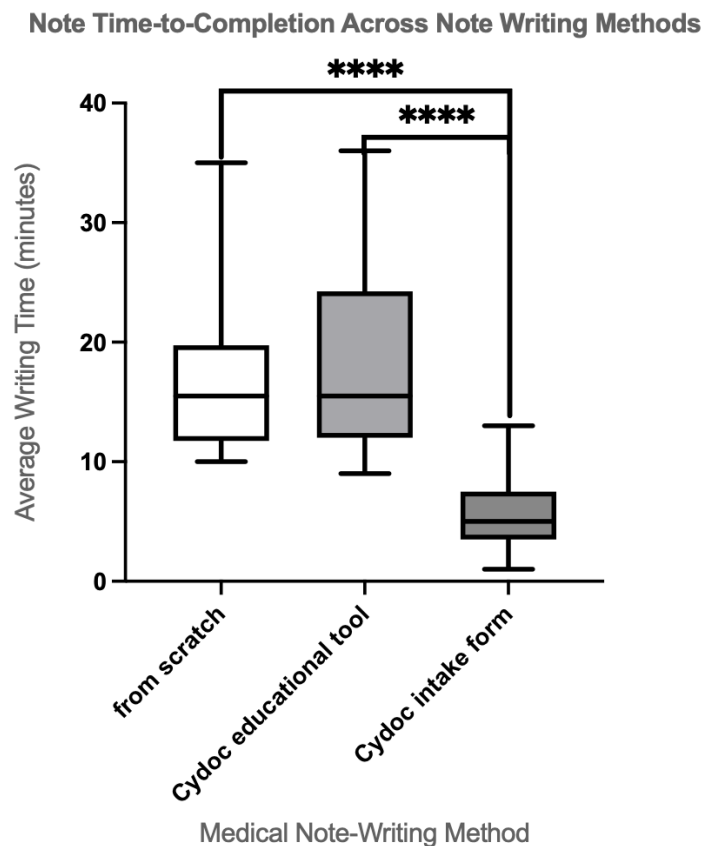 Note Time-to-Completion Across Note Writing Methods
****
****
40
30
20
10
0
Average Writing Time (minutes)
from scratch
Cydoc educational tool
Cydoc intake form
Medical Note-Writing Method